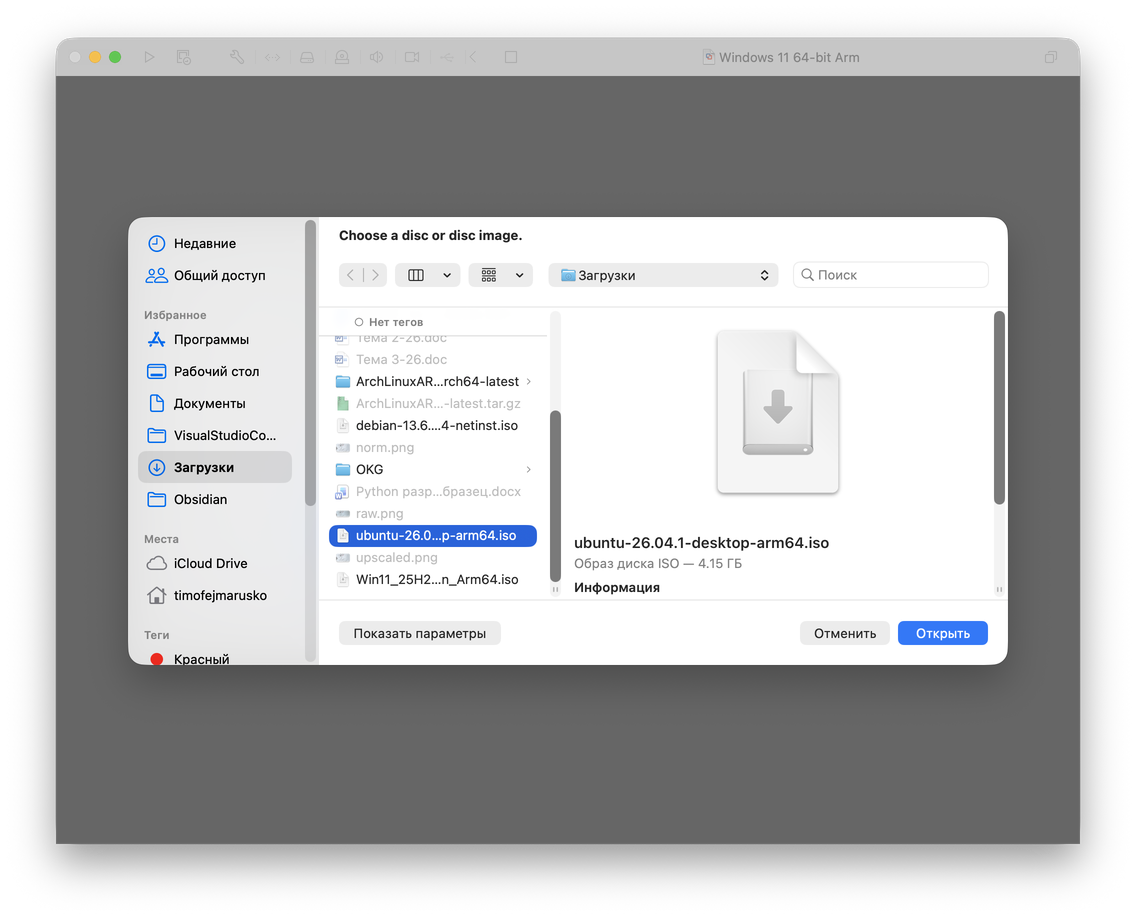 Windows 11 64-bit Arm
Недавние
Общий доступ
Избранное
Программы
Рабочий стол
Документы
VisualStudioCo...
Загрузки
Obsidian
Места
iCloud Drive
timofejmarusko
Теги
Красный
Choose a disc or disc image.
Загрузки
Поиск
Нет тегов
Тема 2-26.doc
Тема 3-26.doc
ArchLinuxAR...rch64-latest
ArchLinuxAR...-latest.tar.gz
debian-13.6....4-netinst.iso
norm.png
OKG
Python разр...бразец.docx
raw.png
ubuntu-26.0...p-arm64.iso
upscaled.png
Win11_25H2...n_Arm64.iso
ubuntu-26.04.1-desktop-arm64.iso
Образ диска ISO — 4.15 ГБ
Информация
Показать параметры
Отменить
Открыть